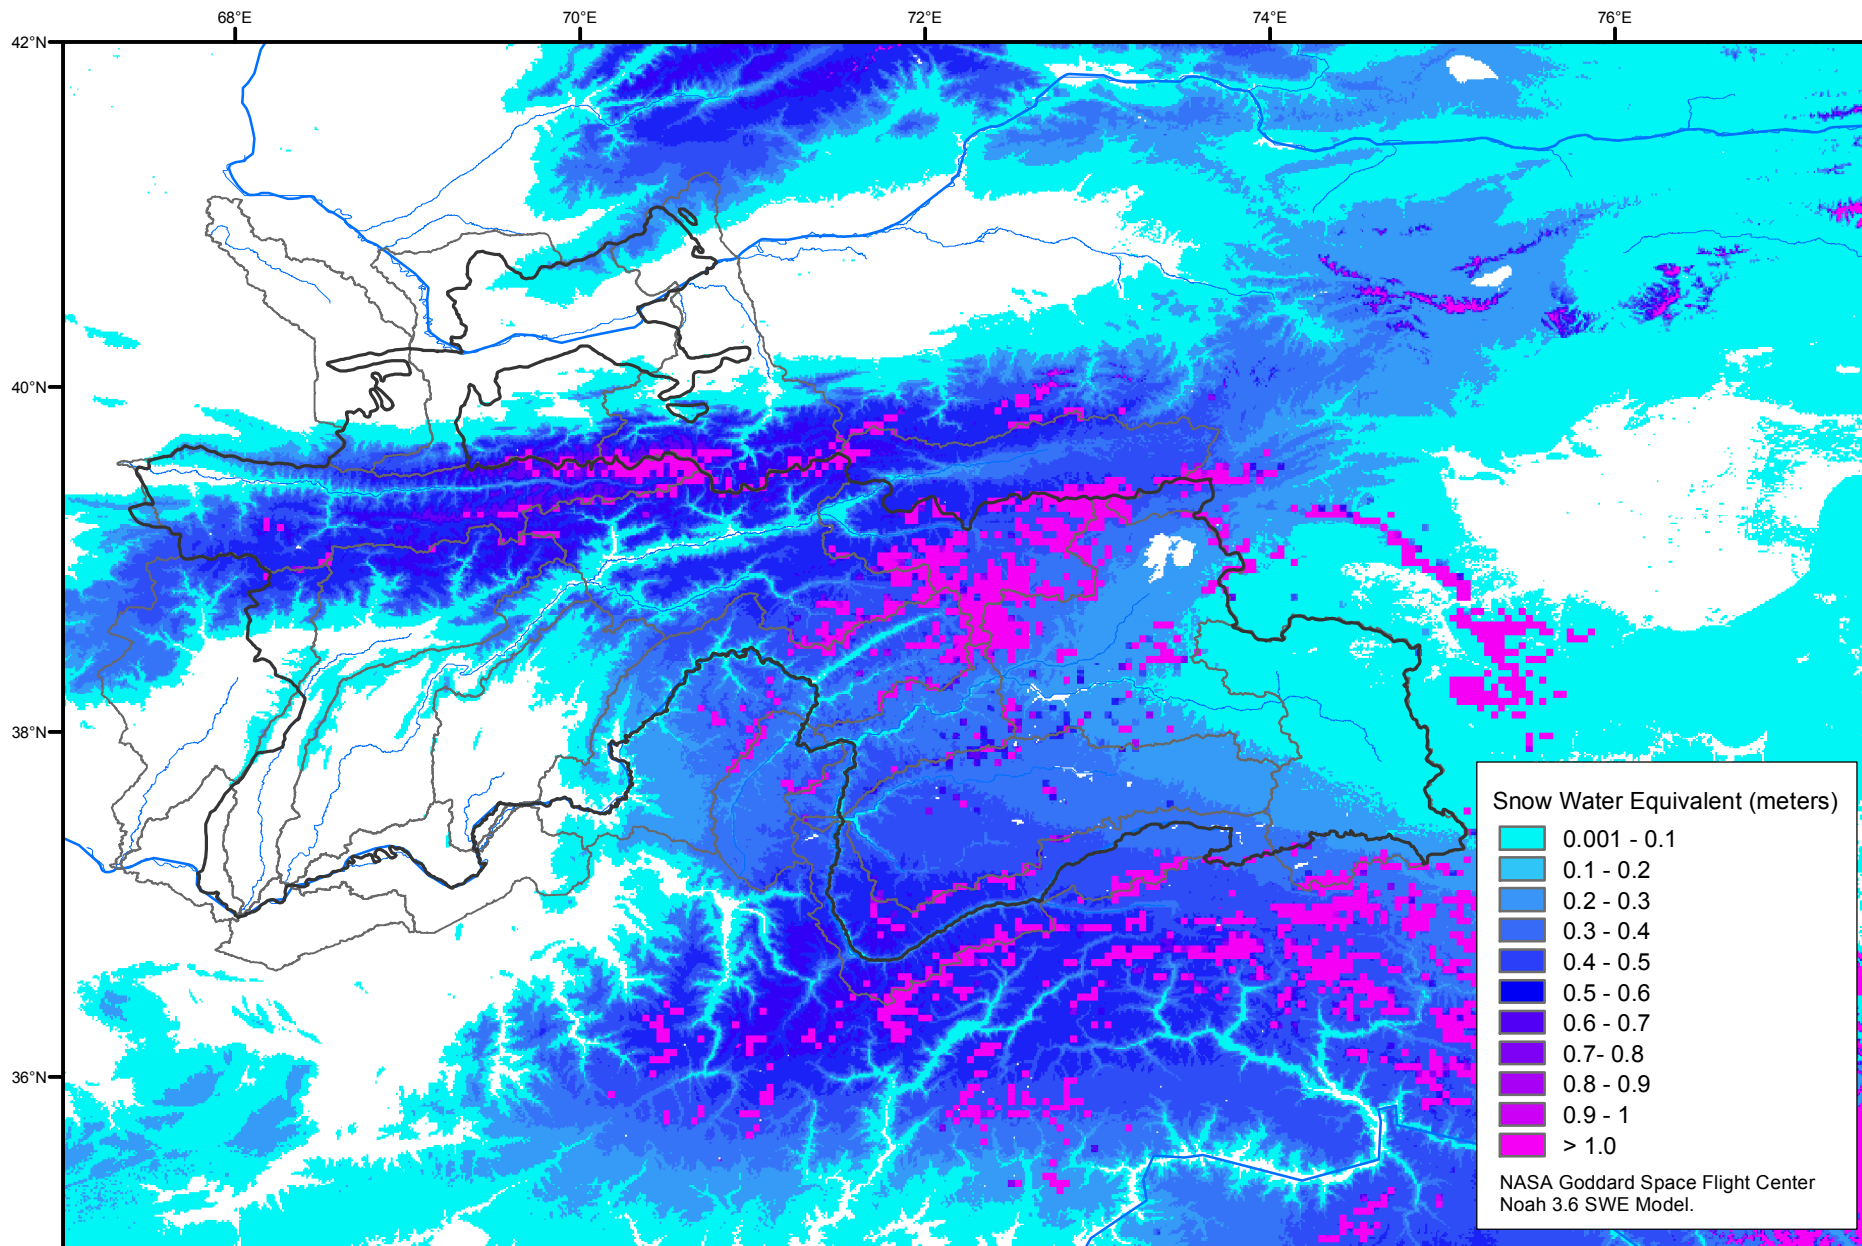 68°E
70°E
72°E
74°E
76°E
42°N
40°N
38°N
36°N
Snow Water Equivalent (meters)
0.001 - 0.1
0.1 - 0.2
0.2 - 0.3
0.3 - 0.4
0.4 - 0.5
0.5 - 0.6
0.6 - 0.7
0.7- 0.8
0.8 - 0.9
0.9 - 1
> 1.0
NASA Goddard Space Flight Center
Noah 3.6 SWE Model.